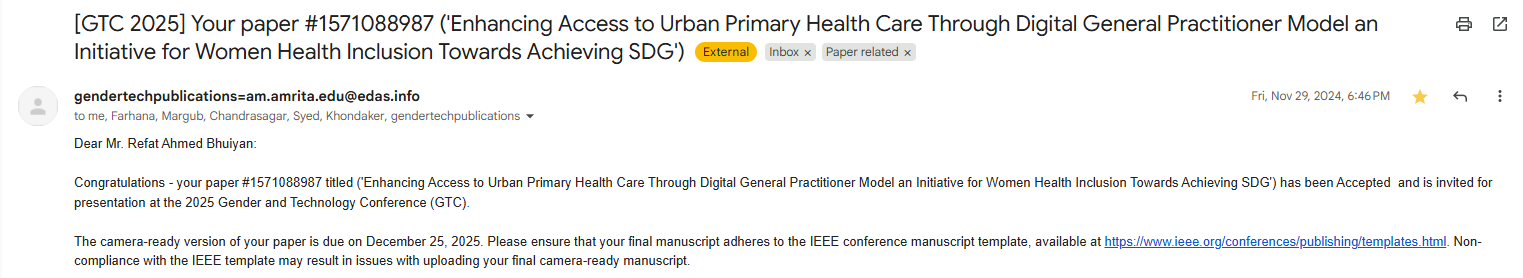 [GTC 2025] Your paper #1571088987 ('Enhancing Access to Urban Primary Health Care Through Digital General Practitioner Model an
Initiative for Women Health Inclusion Towards Achieving SDG') External Inbox × Paper related ×
gendertechpublications=am.amrita.edu@edas.info Fri, Nov 29, 2024, 6:46 PM
to me, Farhana, Margub, Chandrasagar, Syed, Khondaker, gendertechpublications
Dear Mr. Refat Ahmed Bhuiyan:
Congratulations - your paper #1571088987 titled ('Enhancing Access to Urban Primary Health Care Through Digital General Practitioner Model an Initiative for Women Health Inclusion Towards Achieving SDG') has been Accepted  and is invited for
presentation at the 2025 Gender and Technology Conference (GTC).
The camera-ready version of your paper is due on December 25, 2025. Please ensure that your final manuscript adheres to the IEEE conference manuscript template, available at https://www.ieee.org/conferences/publishing/templates.html. Non-
compliance with the IEEE template may result in issues with uploading your final camera-ready manuscript.